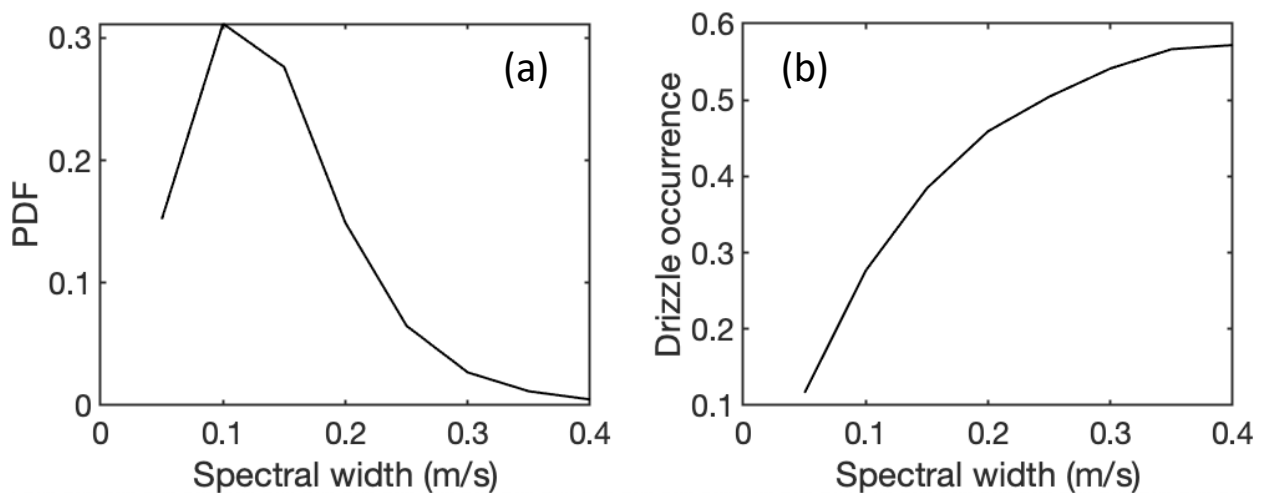 (a)
PDF
0.3
0.2
0.1
0
0 0.1 0.2 0.3 0.4
Spectral width (m/s)
(b)
Drizzle occurrence
0.6
0.5
0.4
0.3
0.2
0.1
0 0.1 0.2 0.3 0.4
Spectral width (m/s)